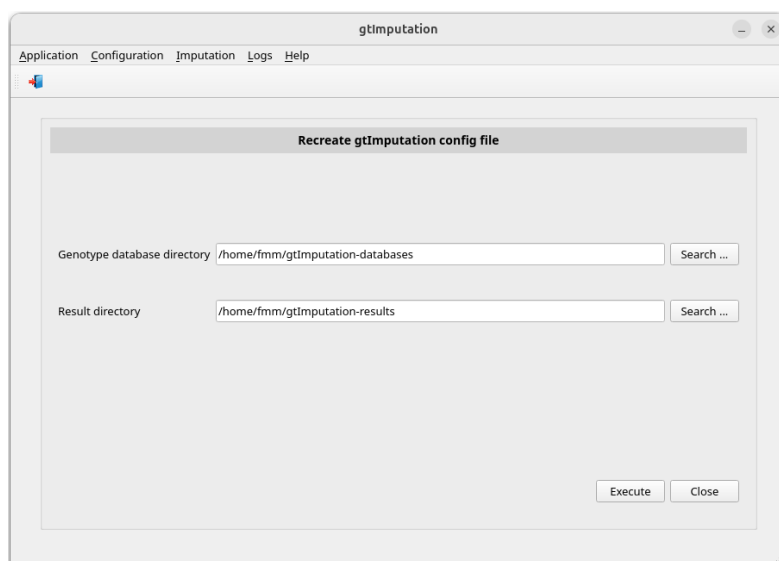 gtImputation
Application Configuration Imputation Logs Help
Recreate gtImputation config file
Genotype database directory /home/fmm/gtImputation-databases Search ...
Result directory /home/fmm/gtImputation-results Search ...
Execute Close